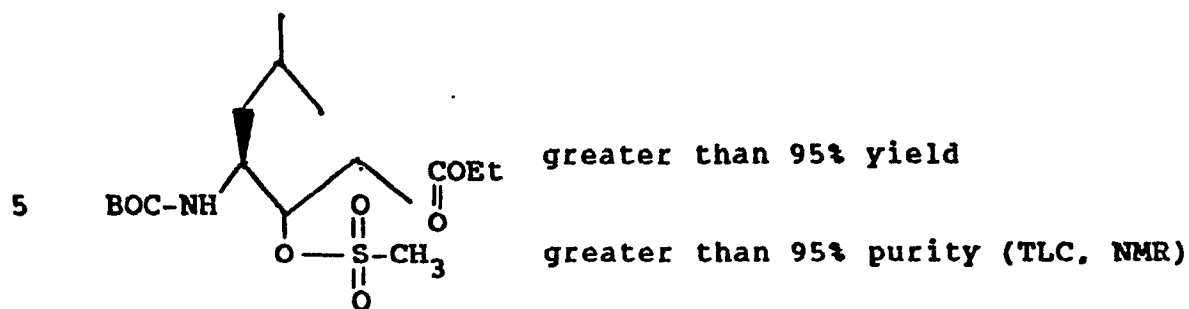 greater than 95% yield
COEt
O
5
BOC-NH
O
O S CH3
O
greater than 95% purity (TLC, NMR)